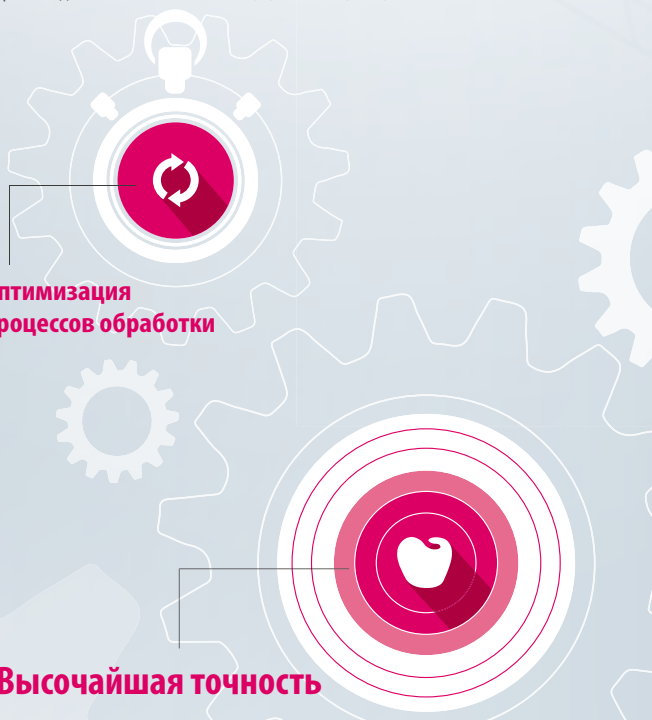 птимизация
роцессов обработки
Высочайшая точность